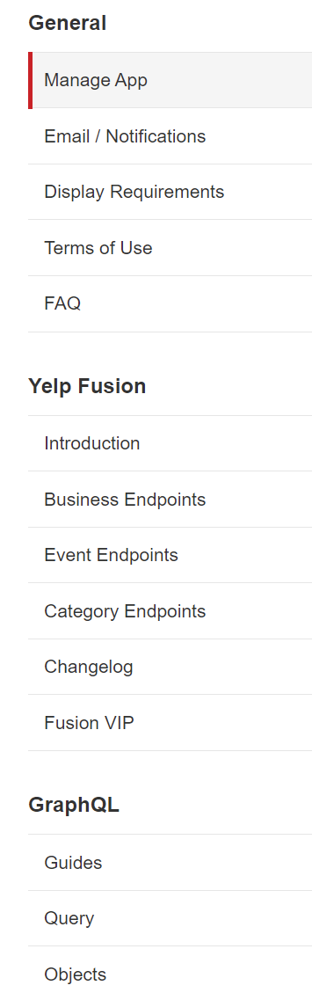 General
Manage App
Email / Notifications
Display Requirements
Terms of Use
FAQ
Yelp Fusion
Introduction
Business Endpoints
Event Endpoints
Category Endpoints
Changelog
Fusion VIP
GraphQL
Guides
Query
Objects